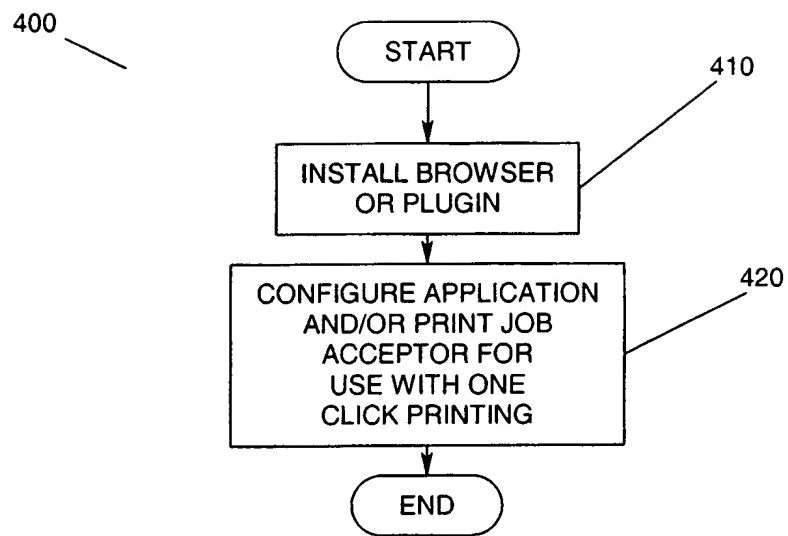 400
START
410
INSTALL BROWSER
OR PLUGIN
420
CONFIGURE APPLICATION
AND/OR PRINT JOB
ACCEPTOR FOR
USE WITH ONE
CLICK PRINTING
END